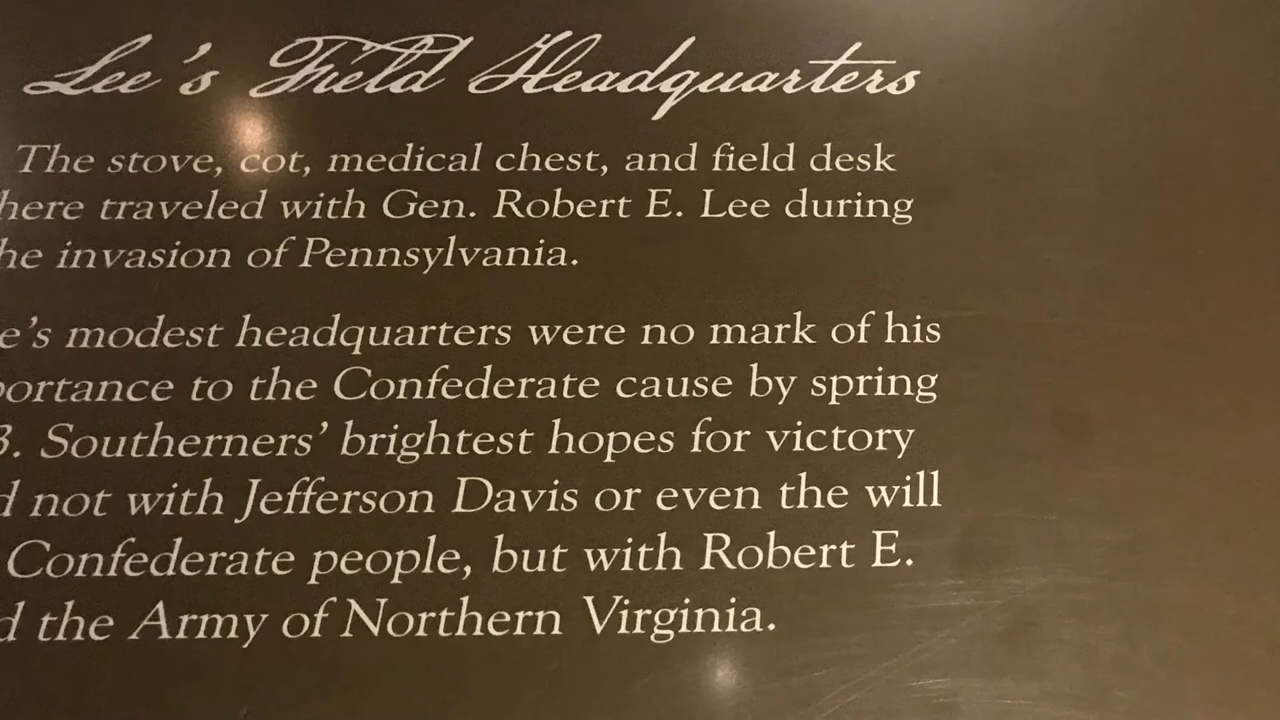 Lee's Field Headquarters
The stove, cot, medical chest, and field desk
here traveled with Gen. Robert E. Lee during
he invasion of Pennsylvania.
e's modest headquarters were no mark of his
portance to the Confederate cause by spring
3. Southerners' brightest hopes for victory
d not with Jefferson Davis or even the will
Confederate people, but with Robert E.
d the Army of Northern Virginia.